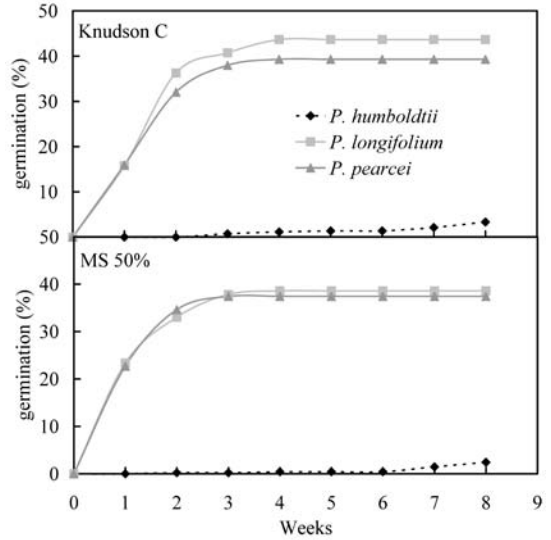 50
Knudson C
40
30
20
10
germination (%)
P. humboldtii
P. longifolium
P. pearcei
50
MS 50%
40
30
20
10
0
germination (%)
0 1 2 3 4 5 6 7 8 9
Weeks